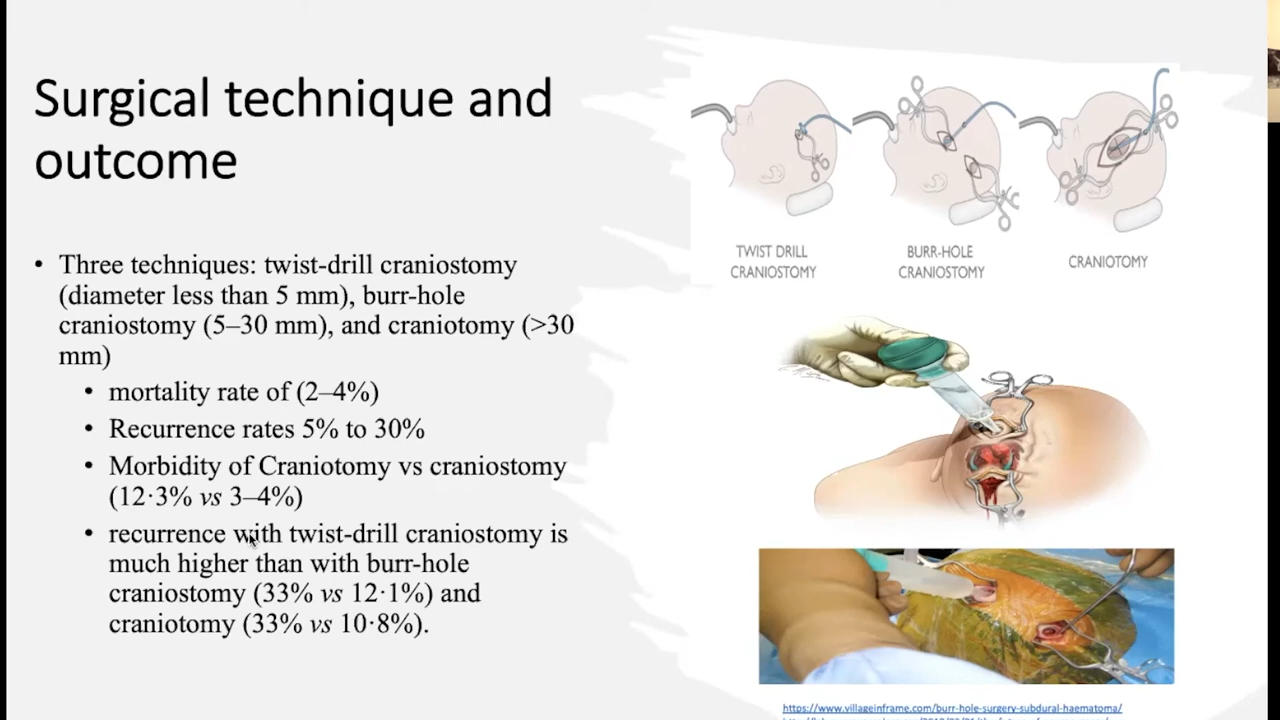 Surgical technique and
outcome
• Three techniques: twist-drill craniostomy
(diameter less than 5 mm), burr-hole
craniostomy (5–30 mm), and craniotomy (>30
mm)
• mortality rate of (2–4%)
• Recurrence rates 5% to 30%
• Morbidity of Craniotomy vs craniostomy
(12·3% vs 3–4%)
• recurrence with twist-drill craniostomy is
much higher than with burr-hole
craniostomy (33% vs 12·1%) and
craniotomy (33% vs 10·8%).
TWIST DRILL
CRANIOSTOMY
BURR-HOLE
CRANIOSTOMY
CRANIOTOMY
https://www.villageinframe.com/burr-hole-surgery-subdural-haematoma/